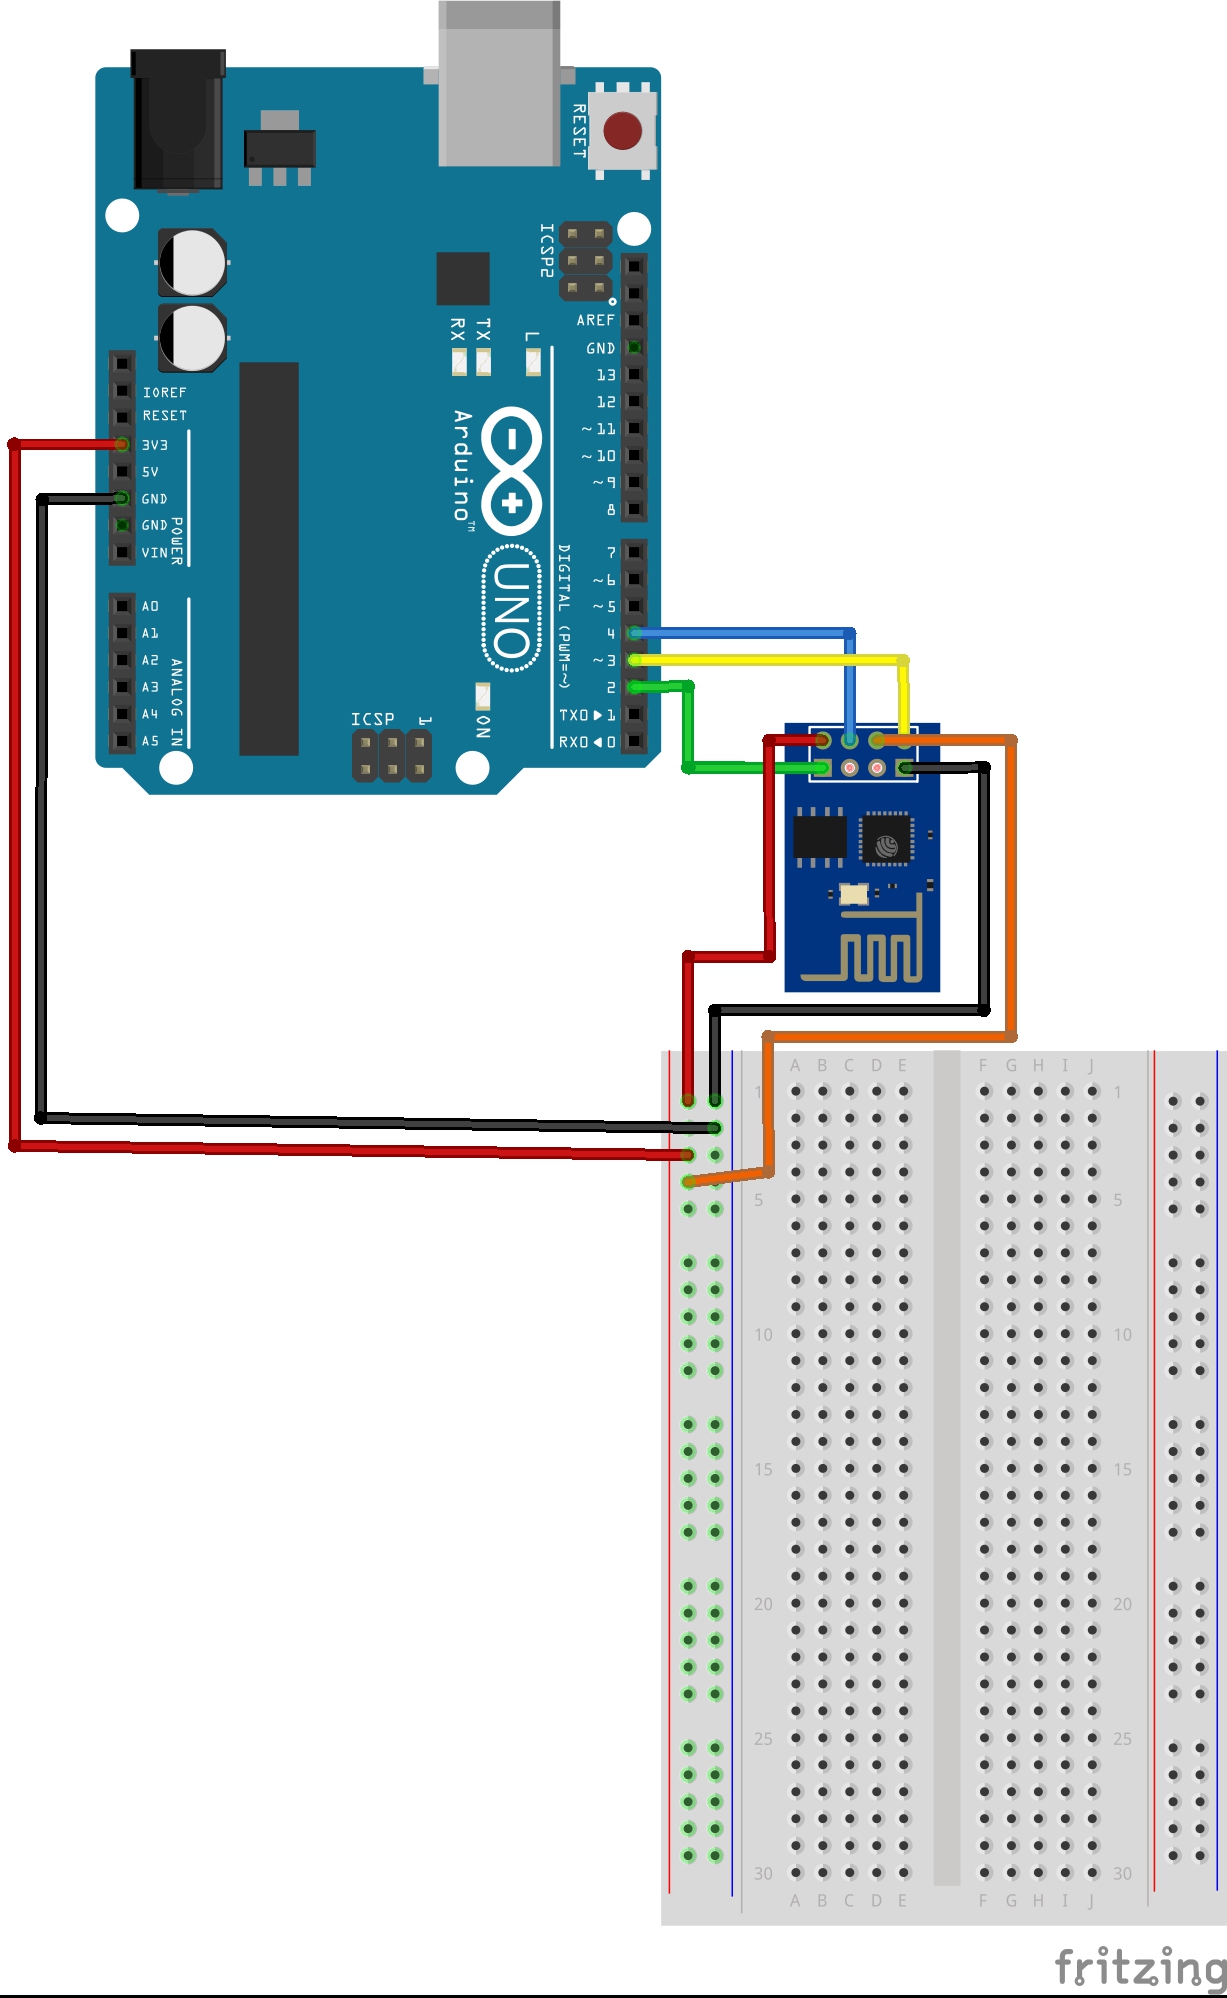 RESET
ICSP2
AREF
GND
13
12
~11
~10
~9
8
RX
TX
L
IOREF
RESET
3V3
5V
GND
GND
VIN
POWER
Arduino™
UNO
DIGITAL (PWM=~)
7
~6
~5
4
~3
2
TX0▶1
RX0◀0
A0
A1
A2
A3
A4
A5
ANALOG IN
ICSP
1
ON
A B C D E F G H I J
1 1
5 5
10 10
15 15
20 20
25 25
30 30
A B C D E F G H I J
fritzing